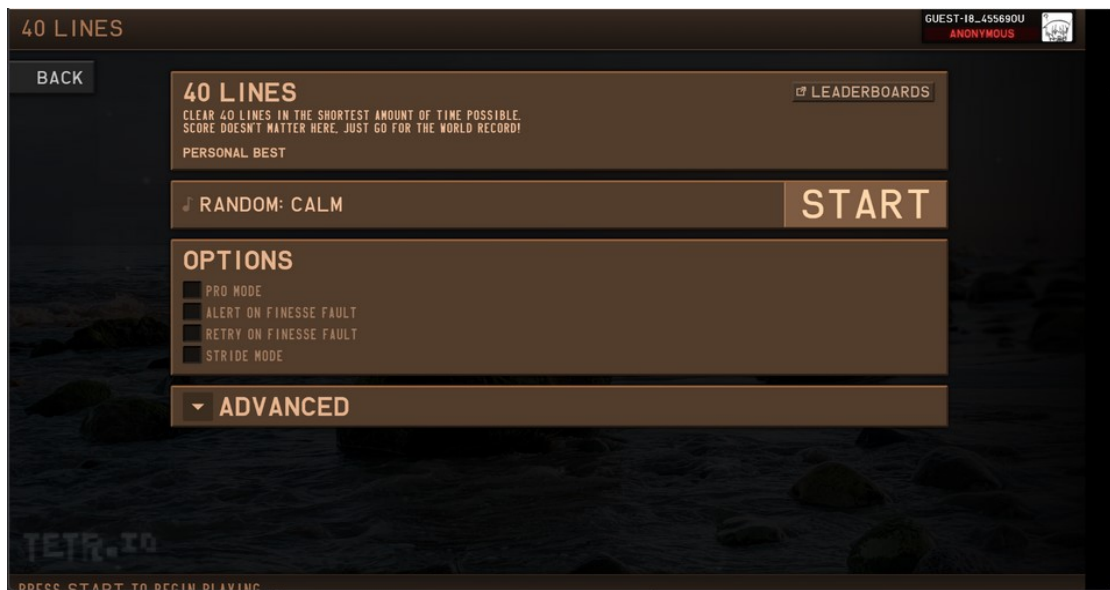 40 LINES
GUEST-I8_45569OU
ANONYMOUS
BACK
40 LINES
LEADERBOARDS
CLEAR 40 LINES IN THE SHORTEST AMOUNT OF TIME POSSIBLE.
SCORE DOESN'T MATTER HERE, JUST GO FOR THE WORLD RECORD!
PERSONAL BEST
RANDOM: CALM
START
OPTIONS
PRO MODE
ALERT ON FINESSE FAULT
RETRY ON FINESSE FAULT
STRIDE MODE
ADVANCED
TETR.IO
PRESS START TO BEGIN PLAYING